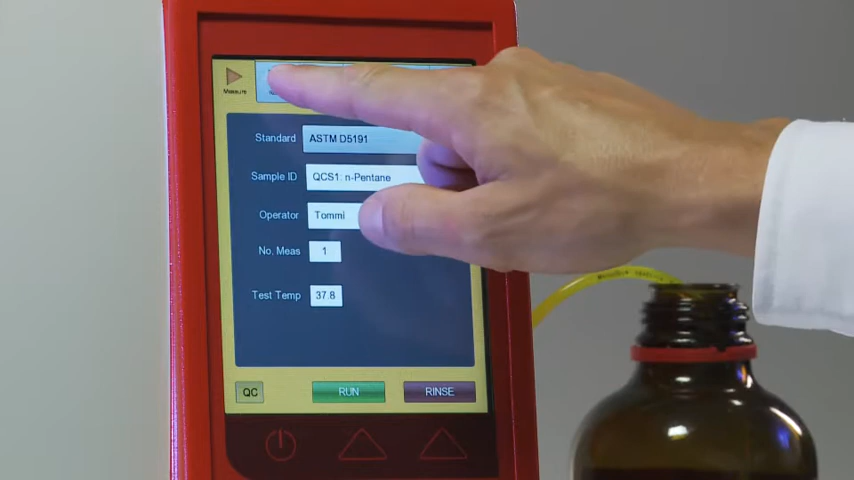 Measure
Standard ASTM D5191
Sample ID QCS1: n-Pentane
Operator Tommi
No. Meas 1
Test Temp 37.8
QC RUN RINSE